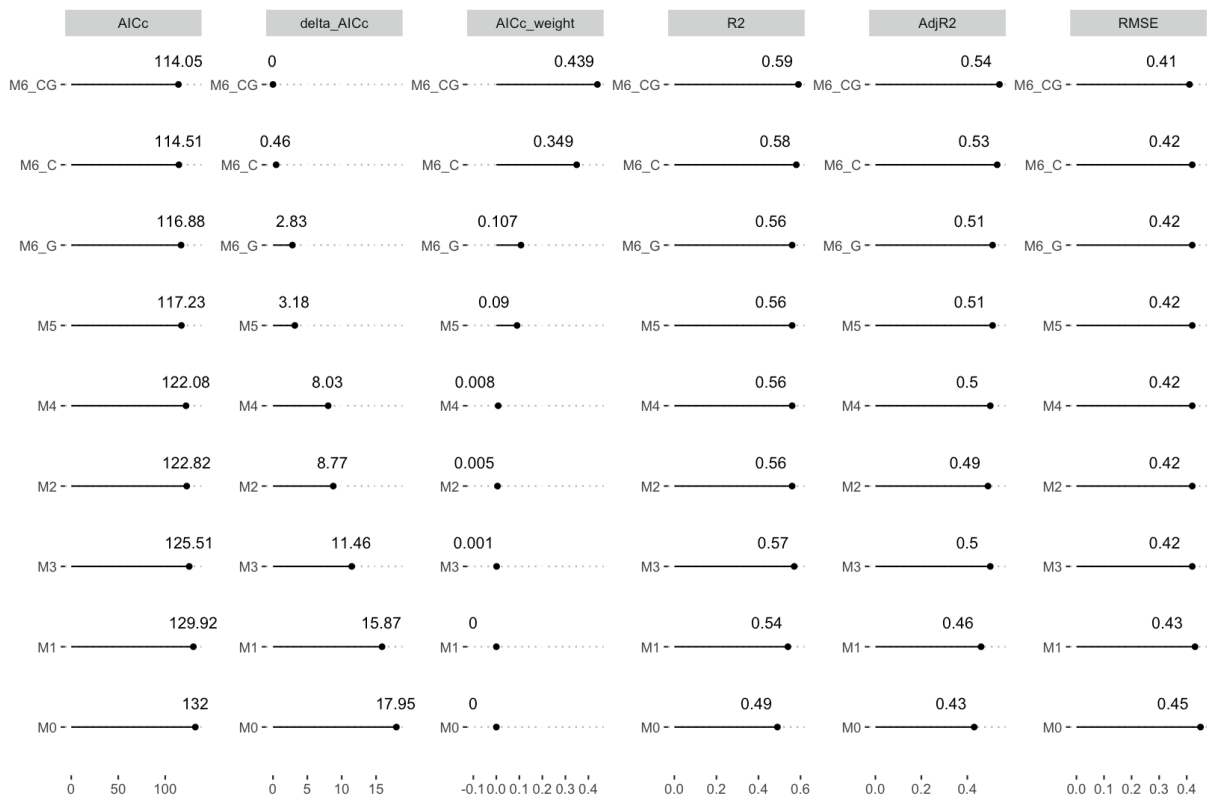 AICc delta_AICc AICc_weight R2 AdjR2 RMSE
114.05 0 0.439 0.59 0.54 0.41
M6_CG M6_CG M6_CG M6_CG M6_CG M6_CG
114.51 0.46 0.349 0.58 0.53 0.42
M6_C M6_C M6_C M6_C M6_C M6_C
116.88 2.83 0.107 0.56 0.51 0.42
M6_G M6_G M6_G M6_G M6_G M6_G
117.23 3.18 0.09 0.56 0.51 0.42
M5 M5 M5 M5 M5 M5
122.08 8.03 0.008 0.56 0.5 0.42
M4 M4 M4 M4 M4 M4
122.82 8.77 0.005 0.56 0.49 0.42
M2 M2 M2 M2 M2 M2
125.51 11.46 0.001 0.57 0.5 0.42
M3 M3 M3 M3 M3 M3
129.92 15.87 0 0.54 0.46 0.43
M1 M1 M1 M1 M1 M1
132 17.95 0 0.49 0.43 0.45
M0 M0 M0 M0 M0 M0
0 50 100 0 5 10 15 -0.1 0.0 0.1 0.2 0.3 0.4 0.0 0.2 0.4 0.6 0.0 0.2 0.4 0.0 0.1 0.2 0.3 0.4